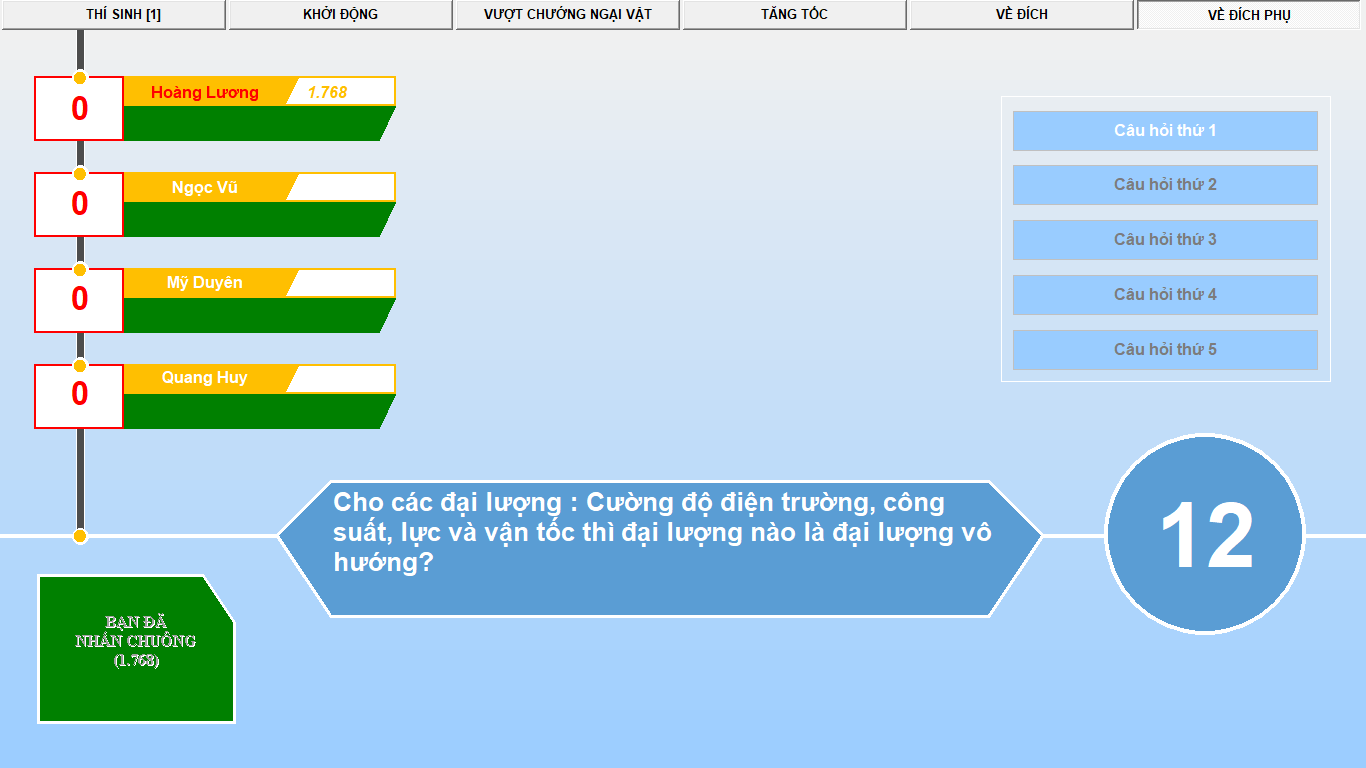 THÍ SINH [1]
KHỞI ĐỘNG
VƯỢT CHƯỚNG NGẠI VẬT
TĂNG TỐC
VỀ ĐÍCH
VỀ ĐÍCH PHỤ
0
Hoàng Lương
1.768
0
Ngọc Vũ
0
Mỹ Duyên
0
Quang Huy
Câu hỏi thứ 1
Câu hỏi thứ 2
Câu hỏi thứ 3
Câu hỏi thứ 4
Câu hỏi thứ 5
Cho các đại lượng : Cường độ điện trường, công
suất, lực và vận tốc thì đại lượng nào là đại lượng vô
hướng?
12
BẠN ĐÃ
NHẤN CHUÔNG
(1.768)